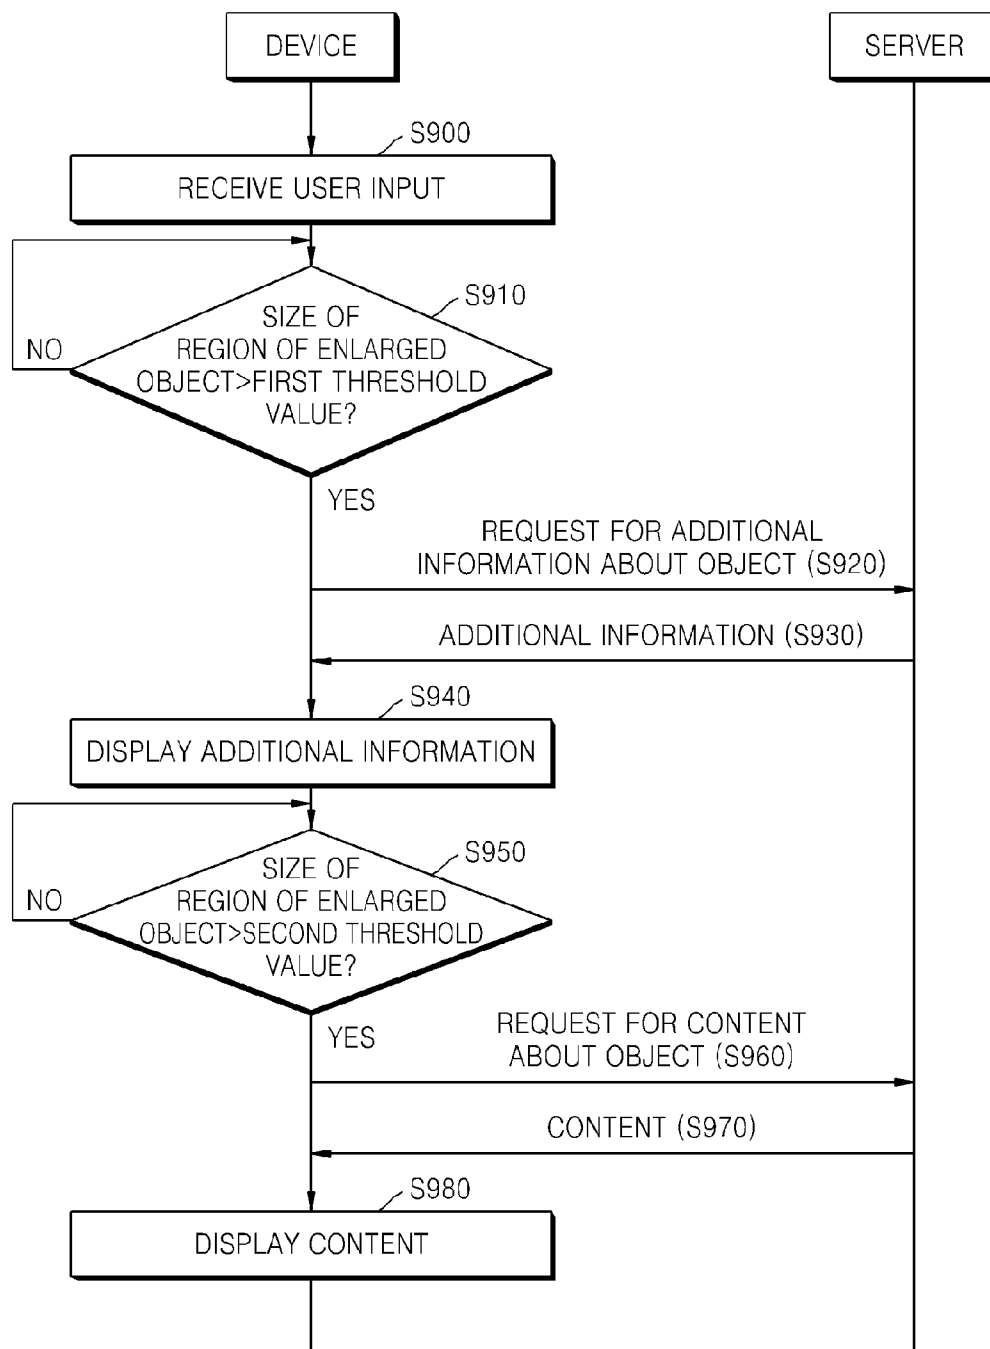 DEVICE
SERVER
S900
RECEIVE USER INPUT
S910
SIZE OF
REGION OF ENLARGED
OBJECT>FIRST THRESHOLD
VALUE?
NO
YES
REQUEST FOR ADDITIONAL
INFORMATION ABOUT OBJECT (S920)
ADDITIONAL INFORMATION (S930)
S940
DISPLAY ADDITIONAL INFORMATION
S950
SIZE OF
REGION OF ENLARGED
OBJECT>SECOND THRESHOLD
VALUE?
NO
YES
REQUEST FOR CONTENT
ABOUT OBJECT (S960)
CONTENT (S970)
S980
DISPLAY CONTENT